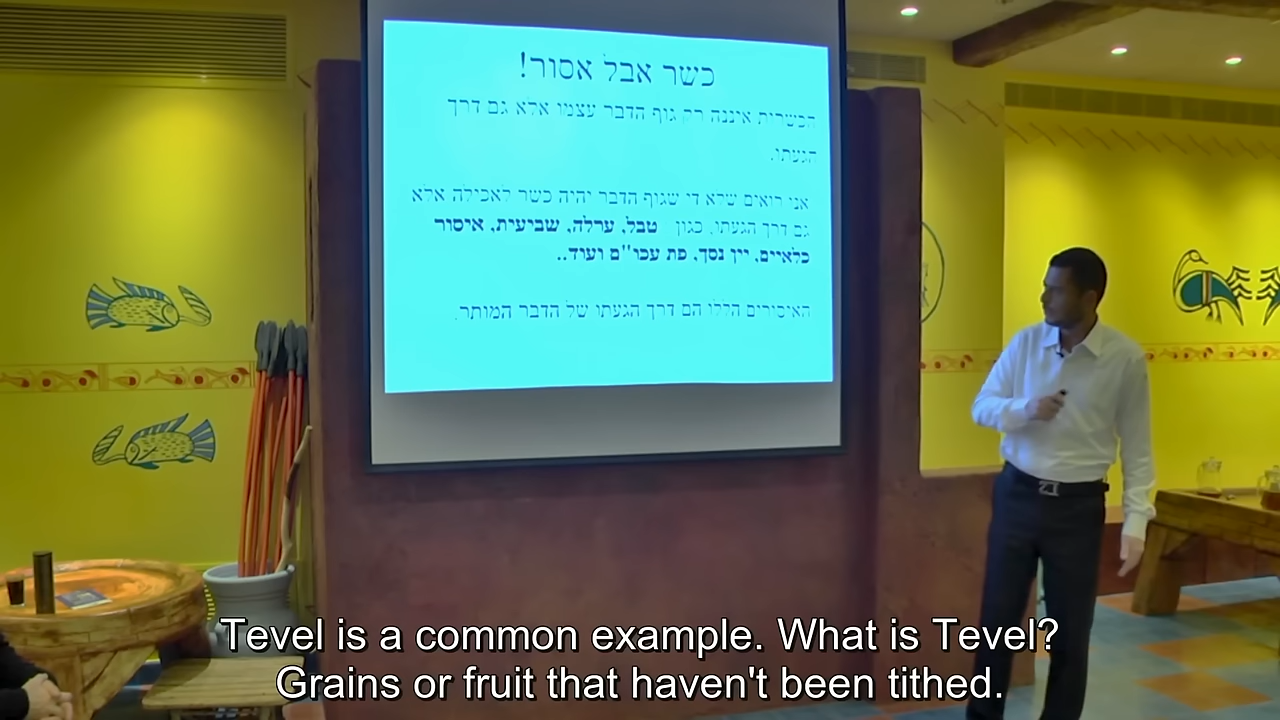 כשר אבל אסור!
הכשרות איננה רק גוף הדבר עצמו אלא גם דרך
הגעתו.
אנו רואים שלא די שגוף הדבר יהיה כשר לאכילה אלא
גם דרך הגעתו, כגון טבל, ערלה, שביעית, איסור
כלאיים, יין נסך, פת עכו"ם ועוד..
האיסורים הללו הם דרך הגעתו של הדבר המותר.
Tevel is a common example. What is Tevel?
Grains or fruit that haven't been tithed.